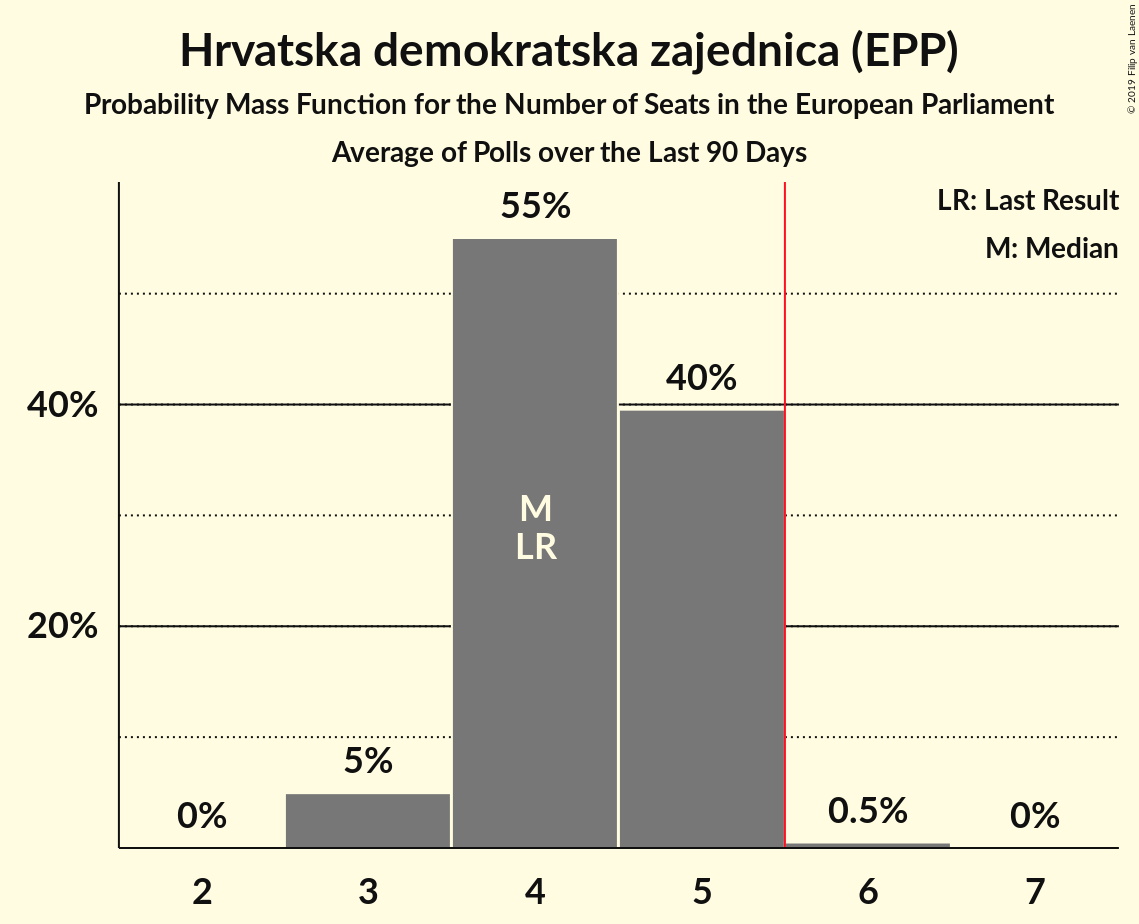 Hrvatska demokratska zajednica (EPP)
Probability Mass Function for the Number of Seats in the European Parliament
Average of Polls over the Last 90 Days
© 2019 Filip van Laenen
LR: Last Result
M: Median
55%
40%
40%
M
LR
20%
5%
0%
0.5%
0%
2 3 4 5 6 7